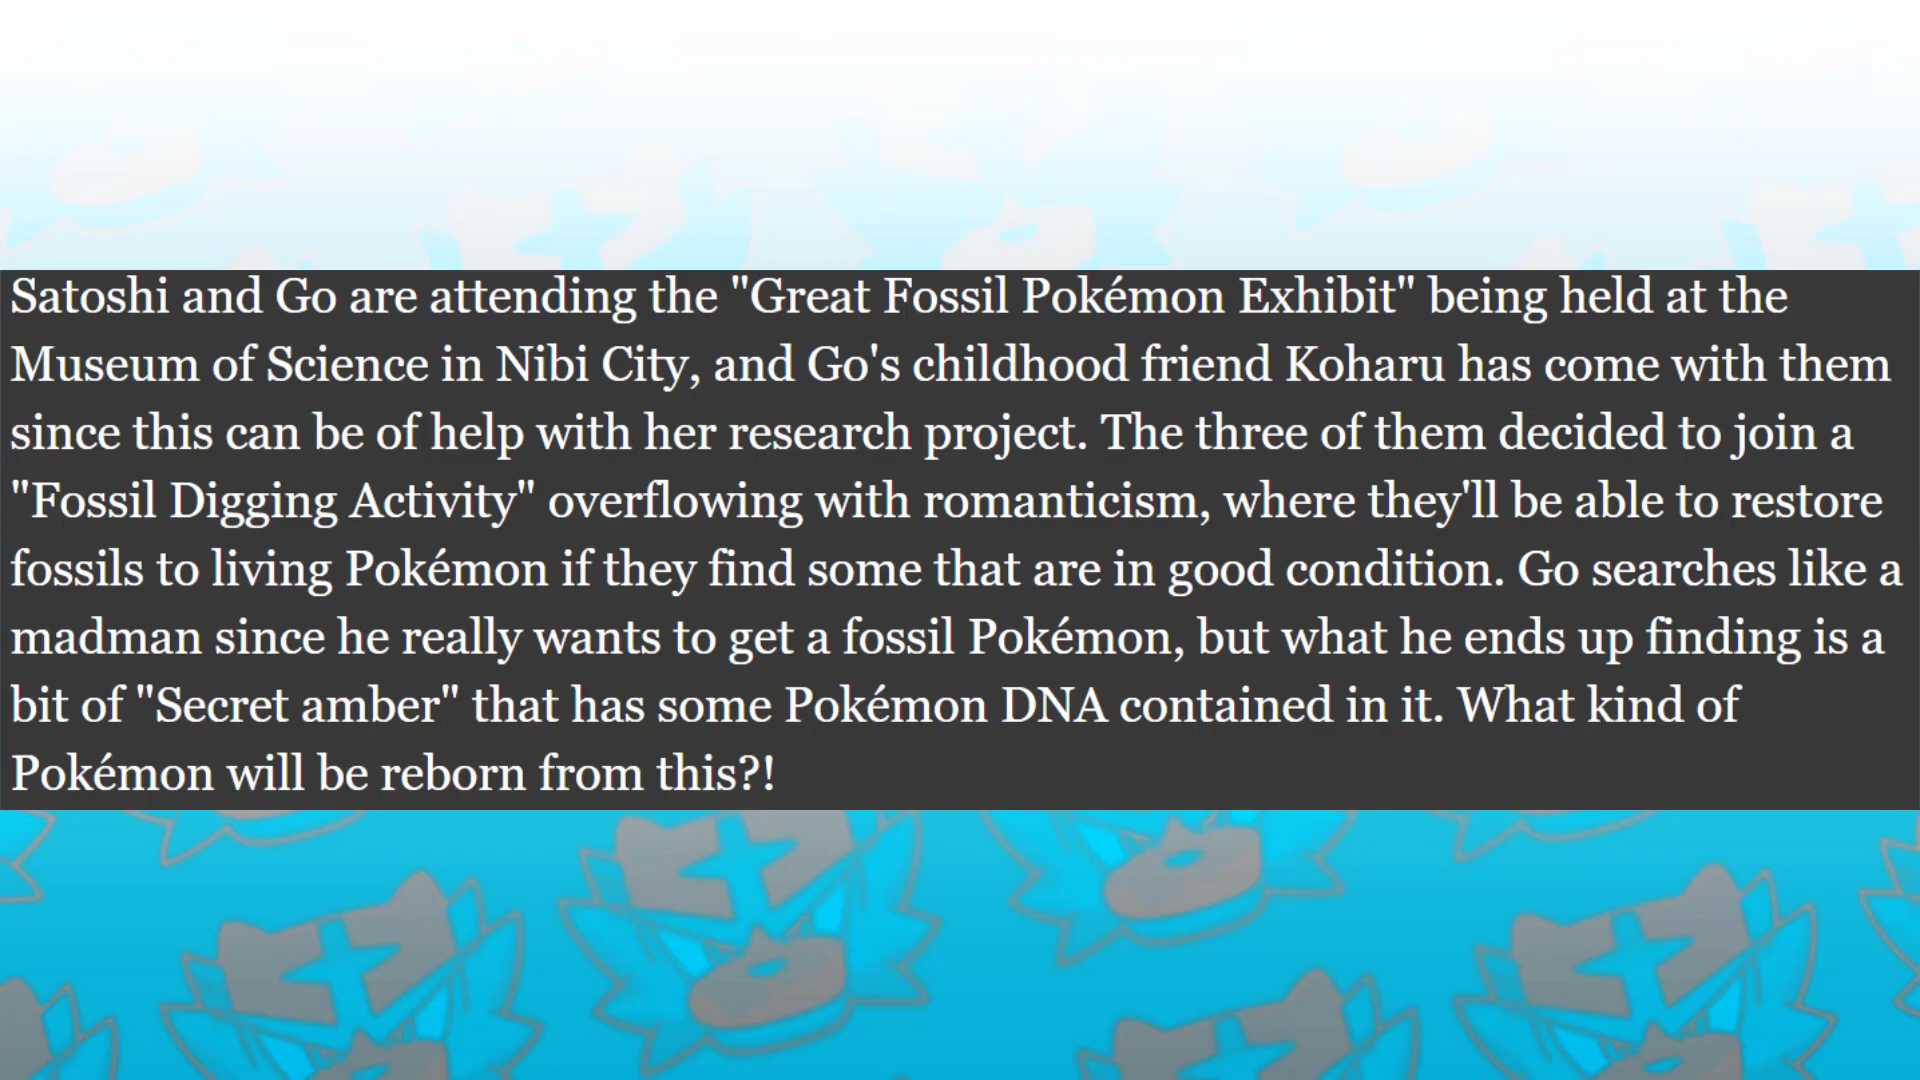 Satoshi and Go are attending the "Great Fossil Pokémon Exhibit" being held at the
Museum of Science in Nibi City, and Go's childhood friend Koharu has come with them
since this can be of help with her research project. The three of them decided to join a
"Fossil Digging Activity" overflowing with romanticism, where they'll be able to restore
fossils to living Pokémon if they find some that are in good condition. Go searches like a
madman since he really wants to get a fossil Pokémon, but what he ends up finding is a
bit of "Secret amber" that has some Pokémon DNA contained in it. What kind of
Pokémon will be reborn from this?!